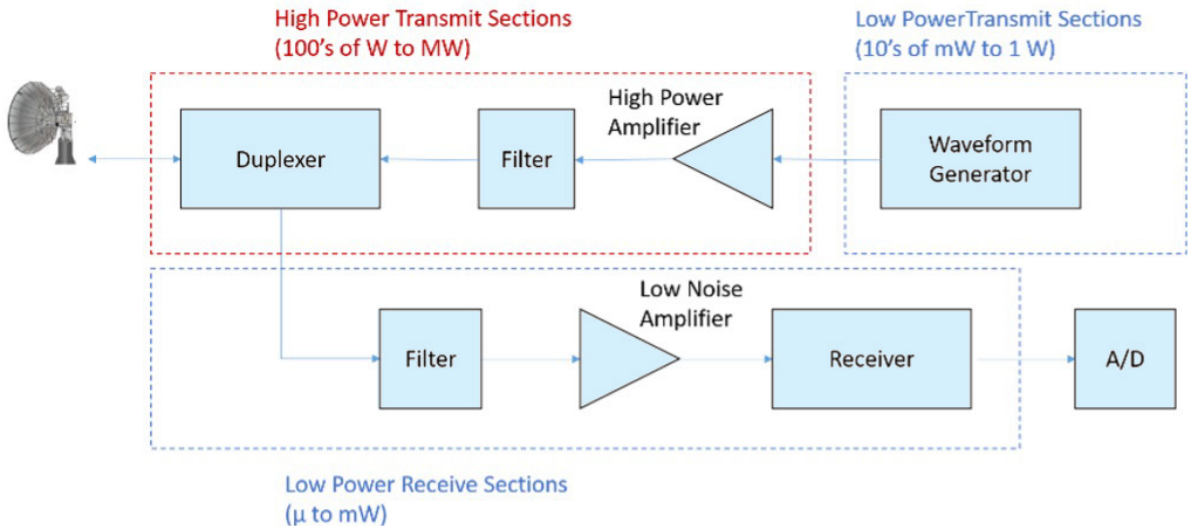 High Power Transmit Sections
(100's of W to MW)
Low PowerTransmit Sections
(10's of mW to 1 W)
High Power
Amplifier
Duplexer
Filter
Waveform
Generator
Low Noise
Amplifier
Filter
Receiver
A/D
Low Power Receive Sections
(μ to mW)